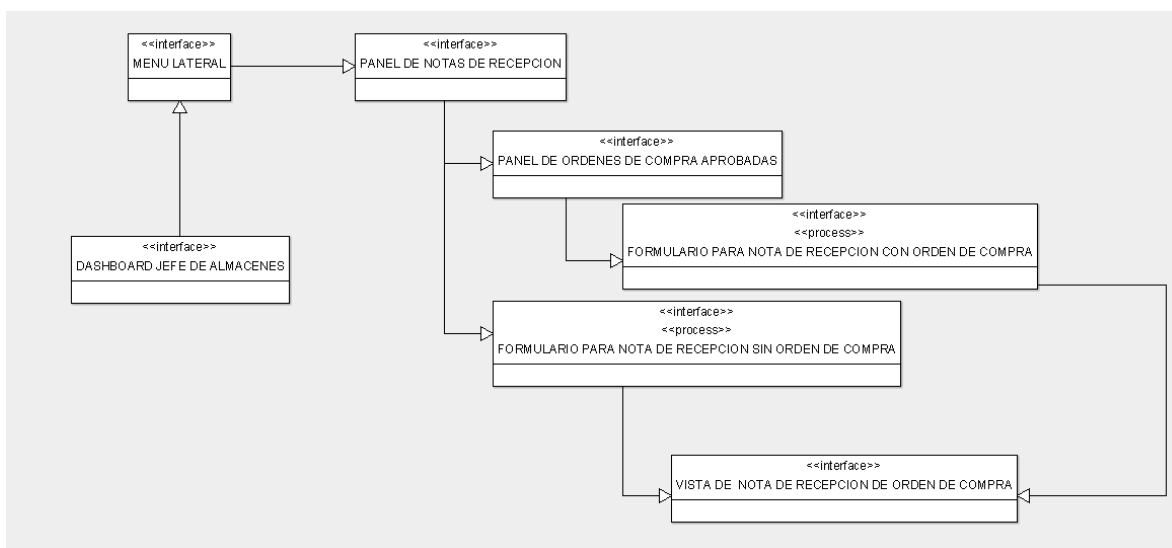 <<interface>>
MENU LATERAL
<<interface>>
PANEL DE NOTAS DE RECEPCION
<<interface>>
PANEL DE ORDENES DE COMPRA APROBADAS
<<interface>>
<<process>>
FORMULARIO PARA NOTA DE RECEPCION CON ORDEN DE COMPRA
<<interface>>
DASHBOARD JEFE DE ALMACENES
<<interface>>
<<process>>
FORMULARIO PARA NOTA DE RECEPCION SIN ORDEN DE COMPRA
<<interface>>
VISTA DE NOTA DE RECEPCION DE ORDEN DE COMPRA